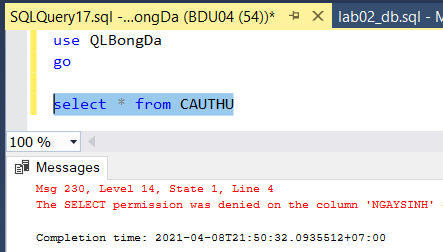 SQLQuery17.sql -...ongDa (BDU04 (54))*
lab02_db.sql -
use QLBongDa
go
select * from CAUTHU
100 %
Messages
Msg 230, Level 14, State 1, Line 4
The SELECT permission was denied on the column 'NGAYSINH'
Completion time: 2021-04-08T21:50:32.0935512+07:00